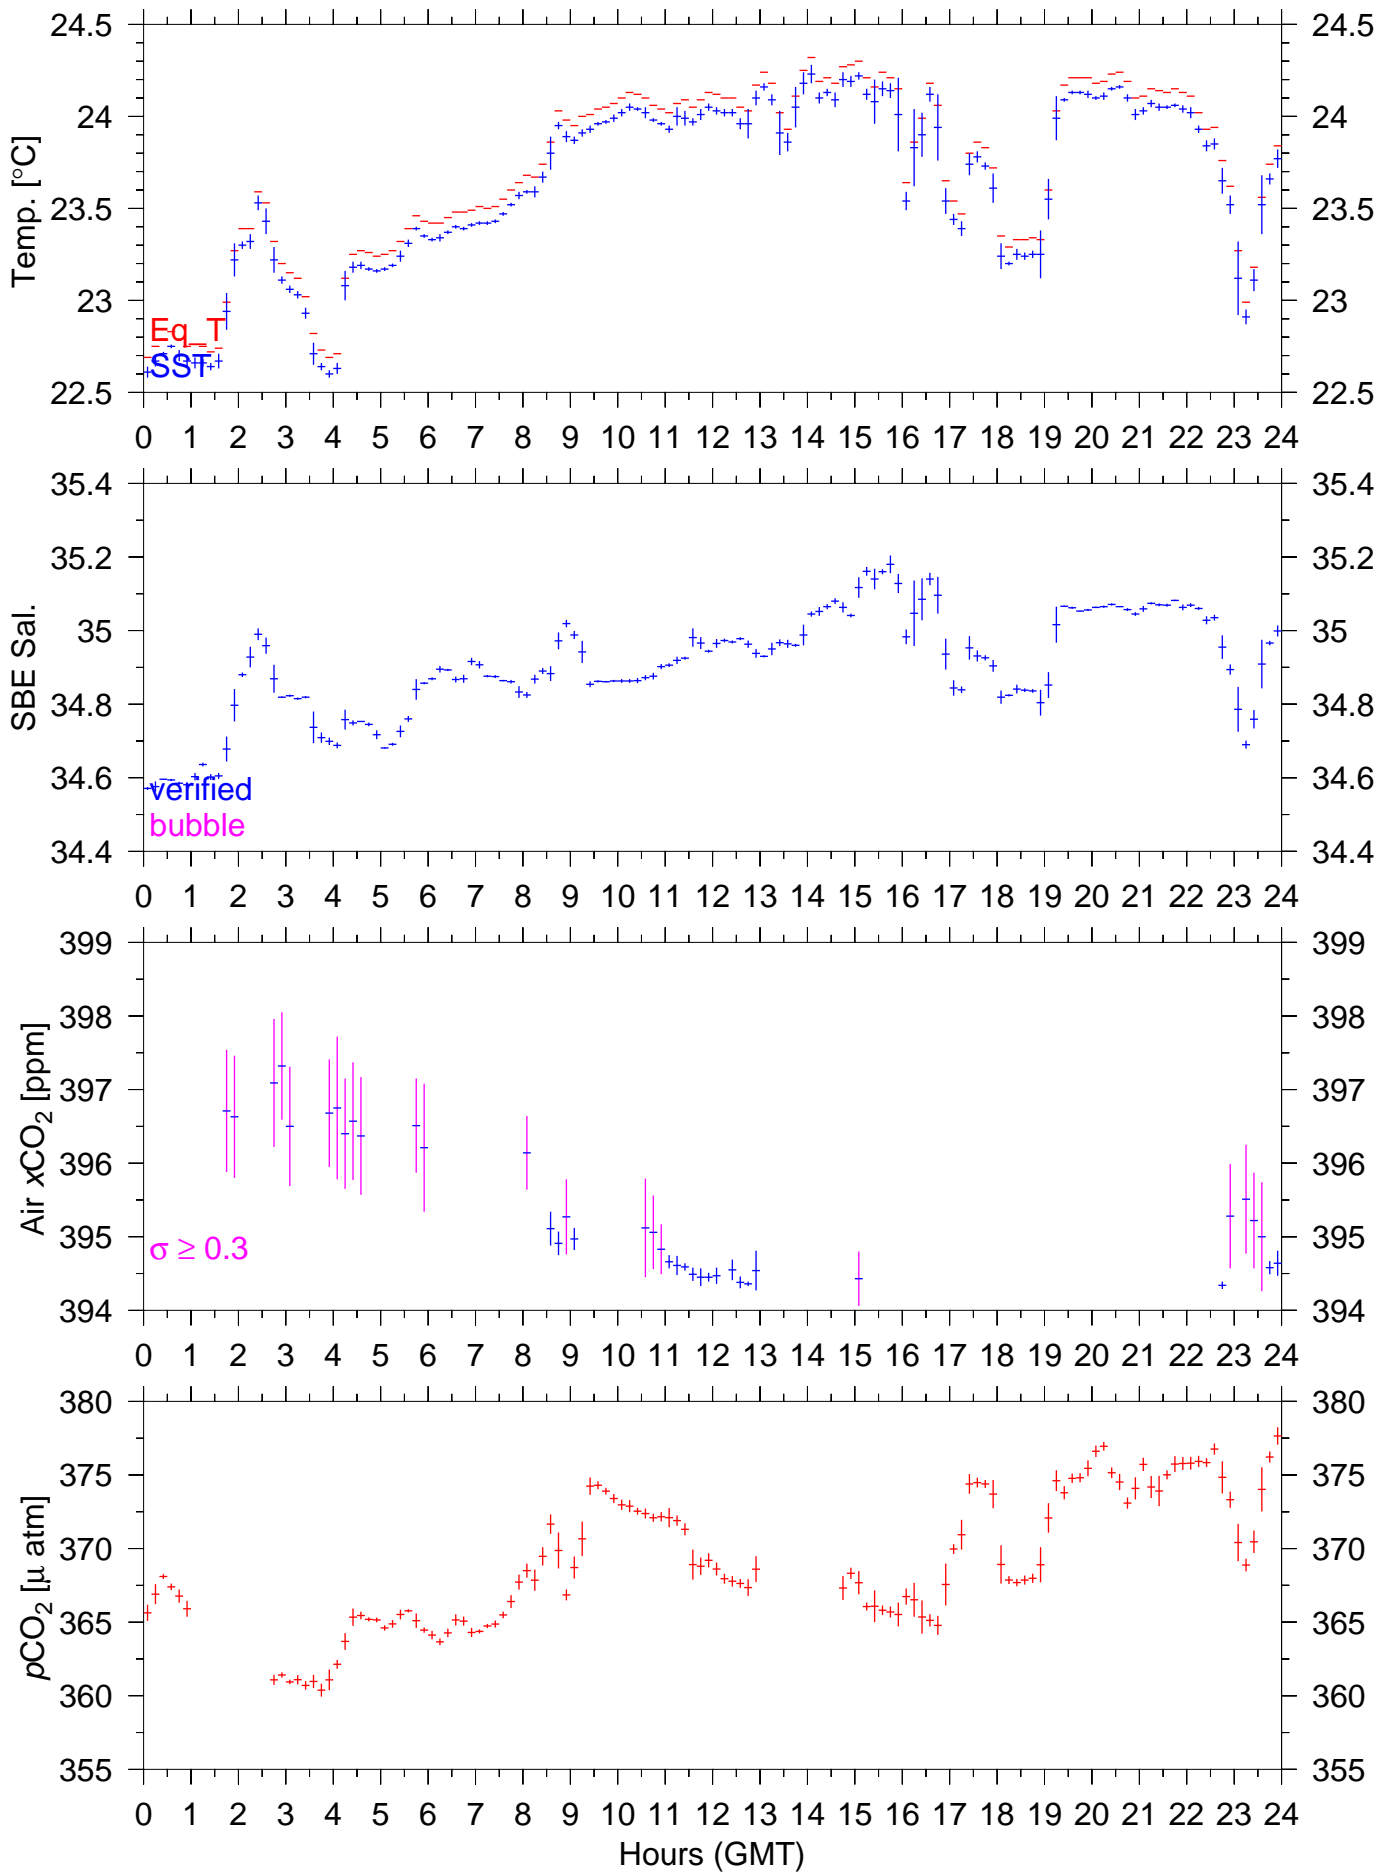 24.5 24.5
24 24
23.5 23.5
23 23
22.5 22.5
Temp. [°C]
Eq_T
SST
0 1 2 3 4 5 6 7 8 9 10 11 12 13 14 15 16 17 18 19 20 21 22 23 24
35.4 35.4
35.2 35.2
35 35
34.8 34.8
34.6 34.6
34.4 34.4
SBE Sal.
verified
bubble
0 1 2 3 4 5 6 7 8 9 10 11 12 13 14 15 16 17 18 19 20 21 22 23 24
399 399
398 398
397 397
396 396
395 395
394 394
Air xCO₂ [ppm]
σ ≥ 0.3
0 1 2 3 4 5 6 7 8 9 10 11 12 13 14 15 16 17 18 19 20 21 22 23 24
380 380
375 375
370 370
365 365
360 360
355 355
pCO₂ [μ atm]
0 1 2 3 4 5 6 7 8 9 10 11 12 13 14 15 16 17 18 19 20 21 22 23 24
Hours (GMT)